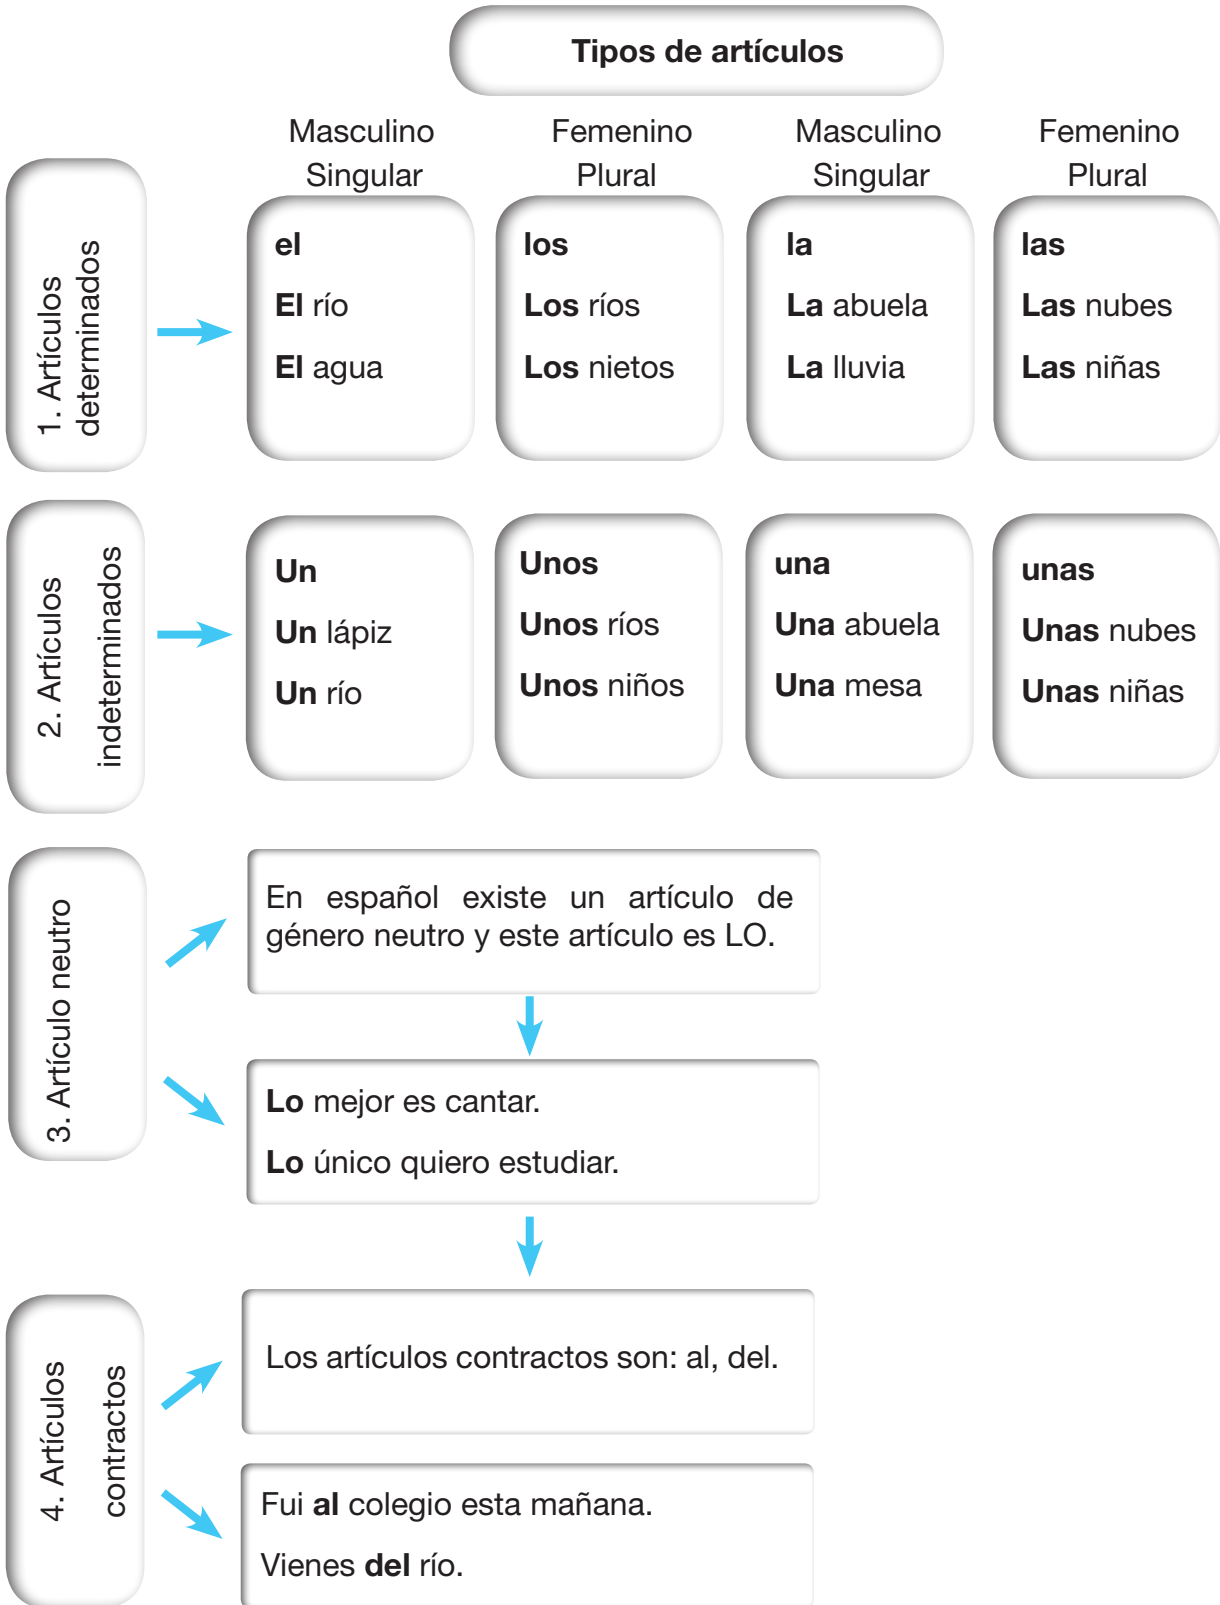 Tipos de artículos
Masculino
Singular
Femenino
Plural
Masculino
Singular
Femenino
Plural
1. Artículos
determinados
el
El río
El agua
los
Los ríos
Los nietos
la
La abuela
La lluvia
las
Las nubes
Las niñas
2. Artículos
indeterminados
Un
Un lápiz
Un río
Unos
Unos ríos
Unos niños
una
Una abuela
Una mesa
unas
Unas nubes
Unas niñas
3. Artículo neutro
En español existe un artículo de
género neutro y este artículo es LO.
Lo mejor es cantar.
Lo único quiero estudiar.
4. Artículos
contractos
Los artículos contractos son: al, del.
Fui al colegio esta mañana.
Vienes del río.